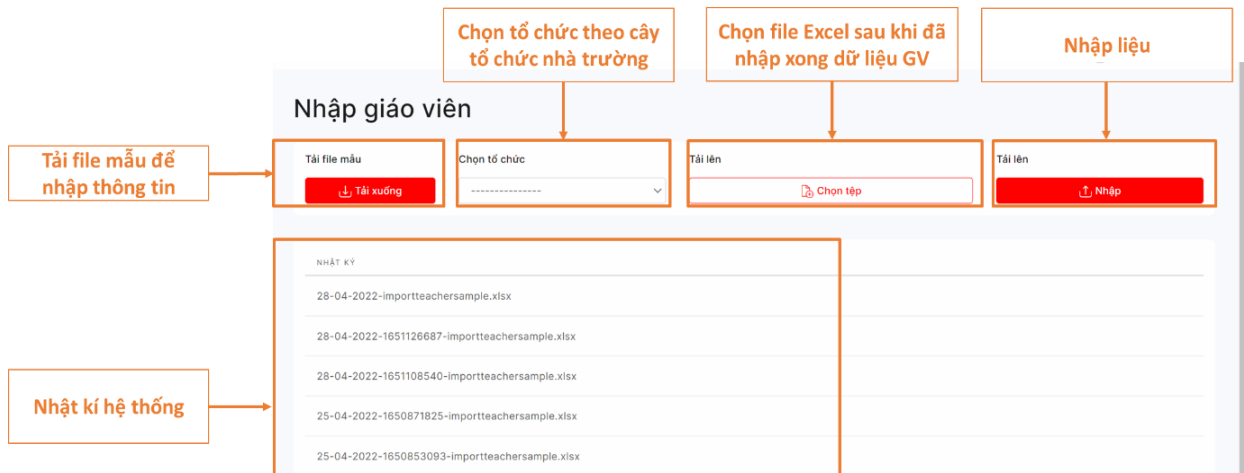 Chọn tổ chức theo cây
tổ chức nhà trường
Chọn file Excel sau khi đã
nhập xong dữ liệu GV
Nhập liệu
Nhập giáo viên
Tải file mẫu để
nhập thông tin
Tải file mẫu
Tải xuống
Chọn tổ chức
---------------
Tải lên
Chọn tệp
Tải lên
Nhập
NHẬT KÝ
28-04-2022-importteachersample.xlsx
28-04-2022-1651126687-importteachersample.xlsx
28-04-2022-1651108540-importteachersample.xlsx
Nhật kí hệ thống
25-04-2022-1650871825-importteachersample.xlsx
25-04-2022-1650853093-importteachersample.xlsx